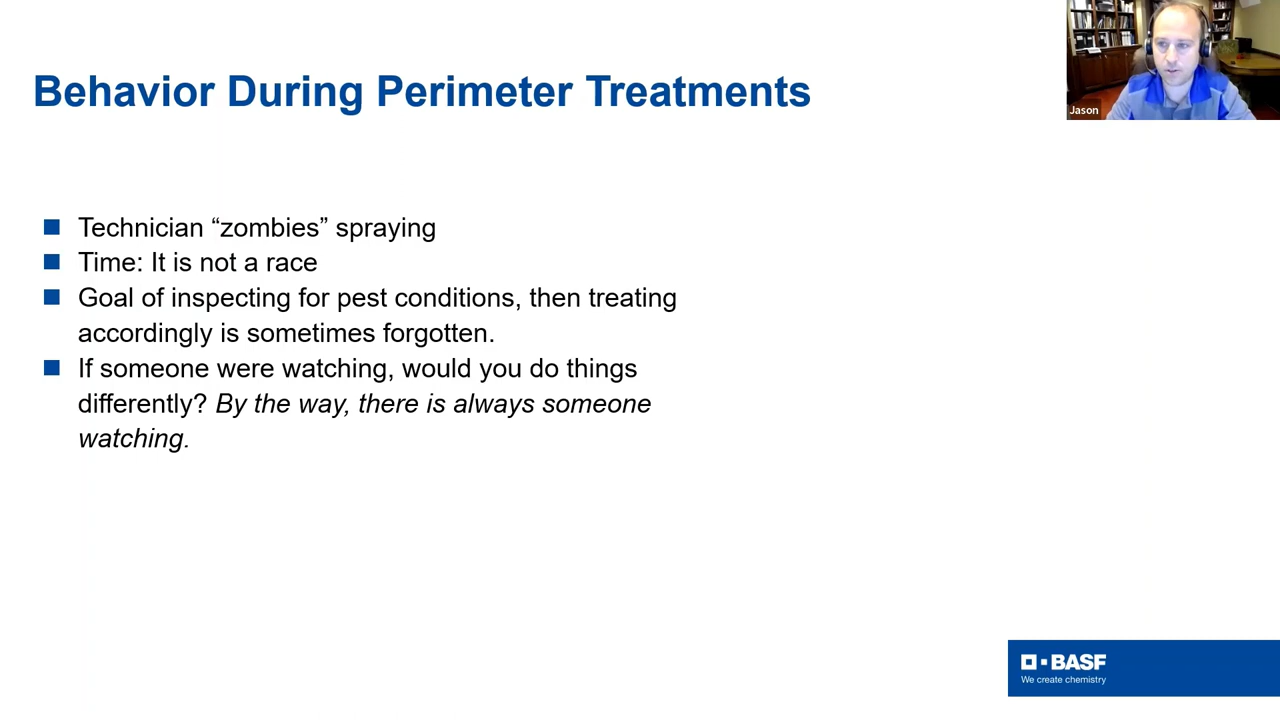 Behavior During Perimeter Treatments
Jason
Technician “zombies” spraying
Time: It is not a race
Goal of inspecting for pest conditions, then treating
accordingly is sometimes forgotten.
If someone were watching, would you do things
differently? By the way, there is always someone
watching.
BASF
We create chemistry